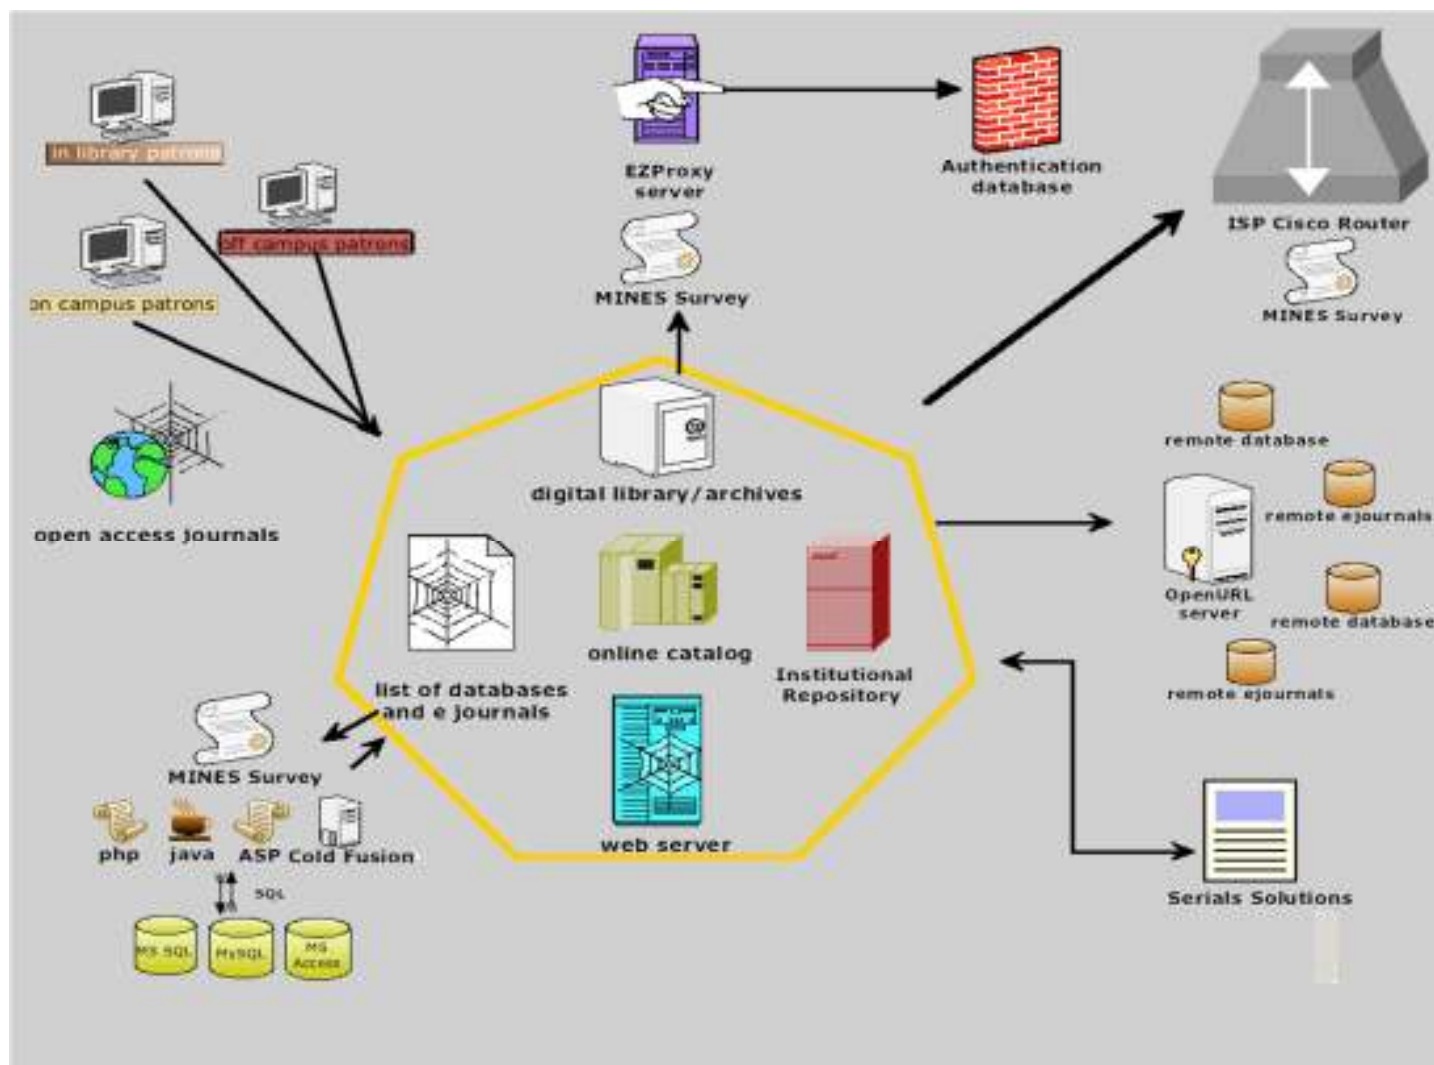 in library patrons
off campus patrons
on campus patrons
EZProxy
server
MINES Survey
Authentication
database
ISP Cisco Router
MINES Survey
open access journals
digital library/archives
list of databases
and e journals
online catalog
Institutional
Repository
web server
remote database
remote ejournals
OpenURL
server
remote database
remote ejournals
MINES Survey
php
java
ASP
Cold Fusion
SQL
MS SQL
MySQL
MS
Access
Serials Solutions